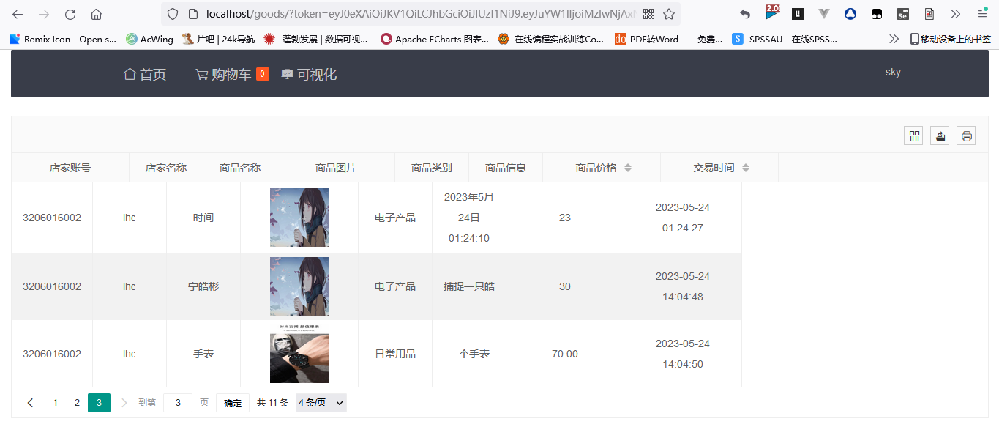 localhost/goods/?token=eyJ0eXAiOiJKV1QiLCJhbGciOiJIUzI1NiJ9.eyJuYW1lIjoiMzIwNjAxN
2.00
Remix Icon - Open s... AcWing 片吧 | 24k导航 蓬勃发展 | 数据可视... Apache ECharts 图表... 在线编程实战训练Co... PDF转Word——免费... SPSSAU - 在线SPSS... 移动设备上的书签
首页 购物车 0 可视化 sky
店家账号 店家名称 商品名称 商品图片 商品类别 商品信息 商品价格 交易时间
3206016002 lhc 时间 电子产品 2023年5月24日 01:24:10 23 2023-05-24 01:24:27
3206016002 lhc 宁皓彬 电子产品 捕捉一只皓 30 2023-05-24 14:04:48
时尚百搭 颜值爆表
3206016002 lhc 手表 日常用品 一个手表 70.00 2023-05-24 14:04:50
1 2 3 到第 3 页 确定 共 11 条 4 条/页